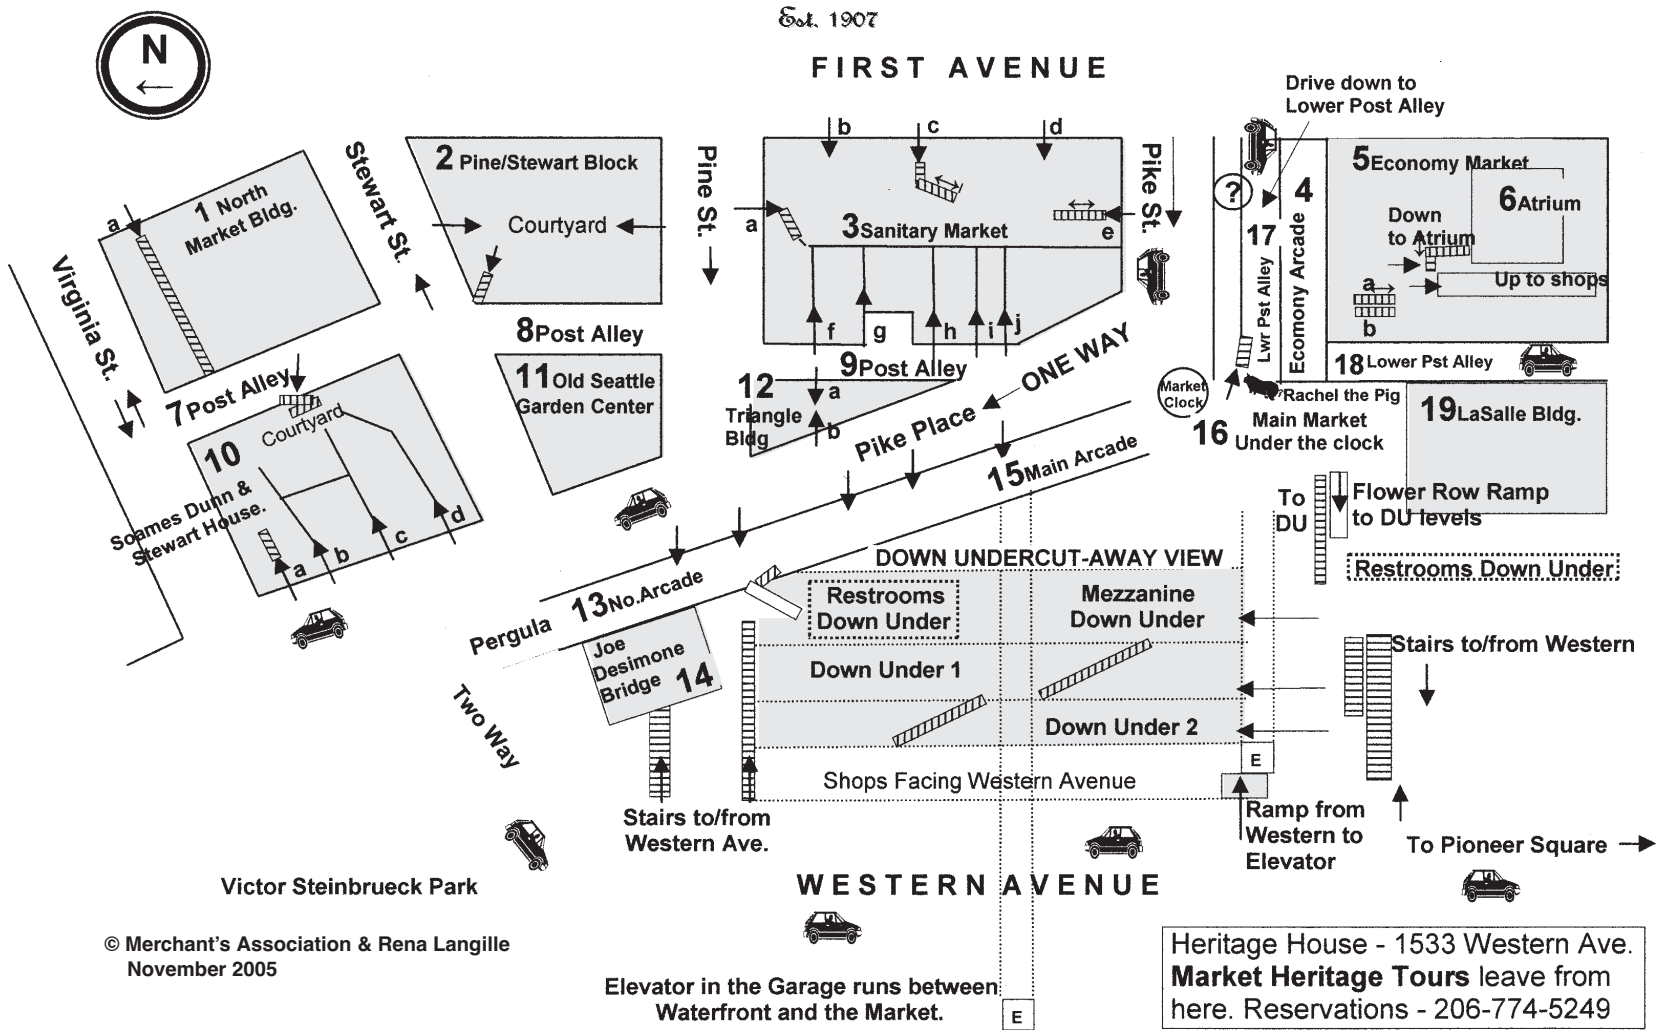 Est. 1907
FIRST AVENUE
N
Drive down to
Lower Post Alley
Virginia St.
Stewart St.
Pine St.
Pike St.
a
1 North
Market Bldg.
2 Pine/Stewart Block
Courtyard
b
c
d
a
3 Sanitary Market
e
f
g
h
i
j
?
17
Lwr Pst Alley
4
Ecomony Arcade
5 Economy Market
6 Atrium
Down
to Atrium
Up to shops
a
b
7 Post Alley
8 Post Alley
9 Post Alley
10
Courtyard
Soames Dunn &
Stewart House.
a
b
c
d
11 Old Seattle
Garden Center
12
Triangle
Bldg
a
b
Pike Place
ONE WAY
Market
Clock
Rachel the Pig
16 Main Market
Under the clock
18 Lower Pst Alley
19 LaSalle Bldg.
15 Main Arcade
To
DU
Flower Row Ramp
to DU levels
Restrooms Down Under
13 No. Arcade
Pergula
Joe
Desimone
Bridge 14
DOWN UNDERCUT-AWAY VIEW
Restrooms
Down Under
Mezzanine
Down Under
Down Under 1
Down Under 2
Shops Facing Western Avenue
E
Stairs to/from Western
Two Way
Stairs to/from
Western Ave.
Ramp from
Western to
Elevator
To Pioneer Square
WESTERN AVENUE
Victor Steinbrueck Park
© Merchant's Association & Rena Langille
November 2005
Elevator in the Garage runs between
Waterfront and the Market.
E
Heritage House - 1533 Western Ave.
Market Heritage Tours leave from
here. Reservations - 206-774-5249